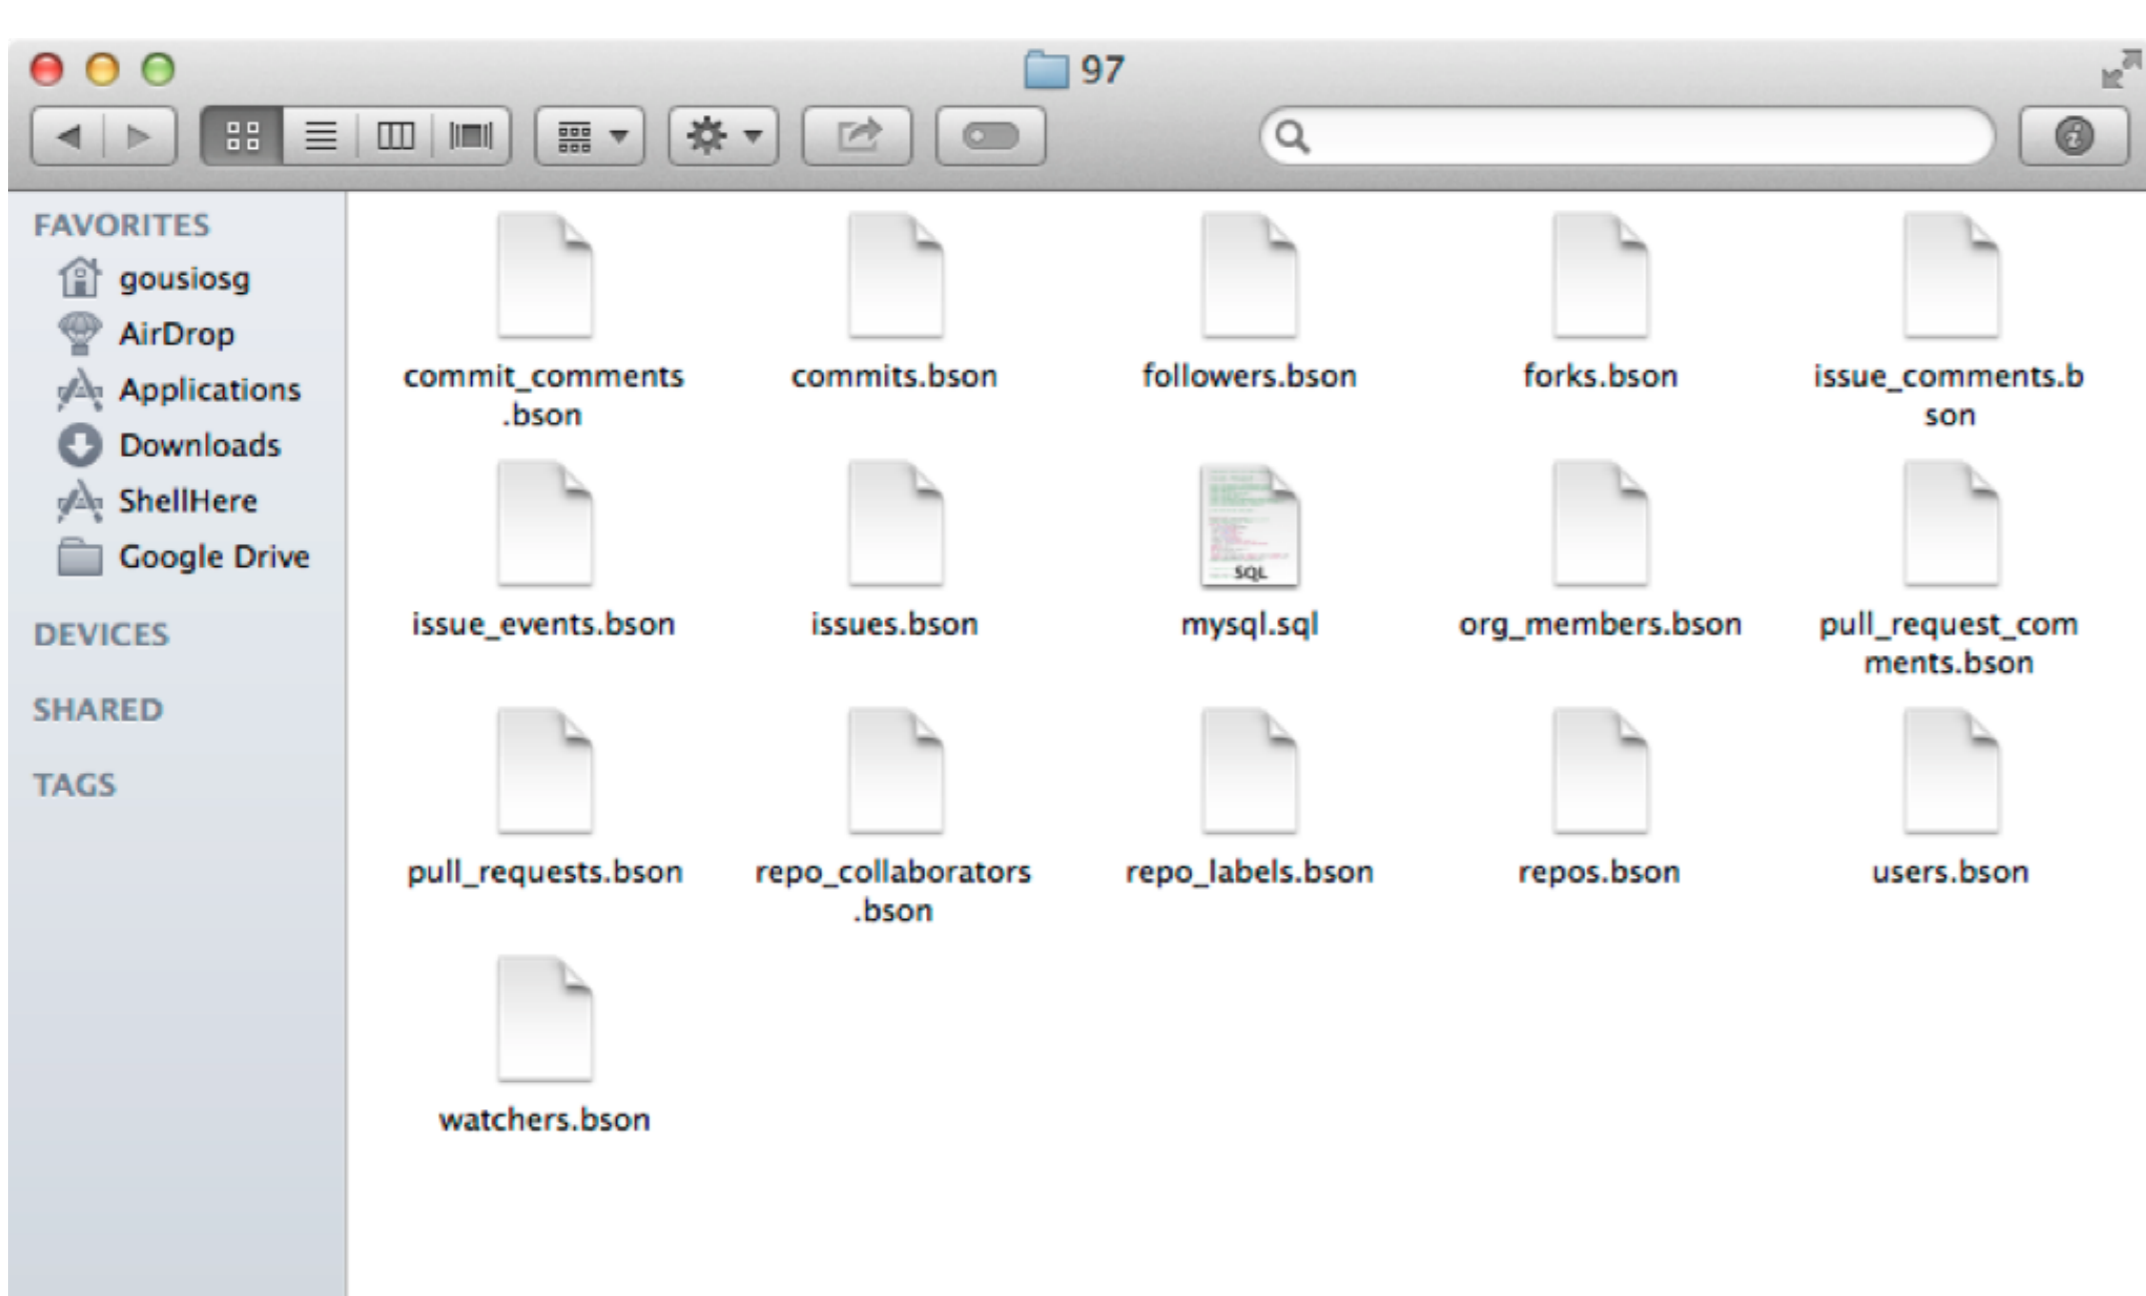 97
FAVORITES
gousiosg
AirDrop
Applications
Downloads
ShellHere
Google Drive
DEVICES
SHARED
TAGS
commit_comments
.bson
commits.bson
followers.bson
forks.bson
issue_comments.b
son
issue_events.bson
issues.bson
SQL
mysql.sql
org_members.bson
pull_request_com
ments.bson
pull_requests.bson
repo_collaborators
.bson
repo_labels.bson
repos.bson
users.bson
watchers.bson